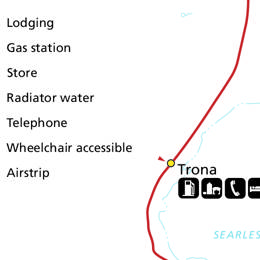 Lodging
Gas station
Store
Radiator water
Telephone
Wheelchair accessible
Airstrip
Trona
SEARLES